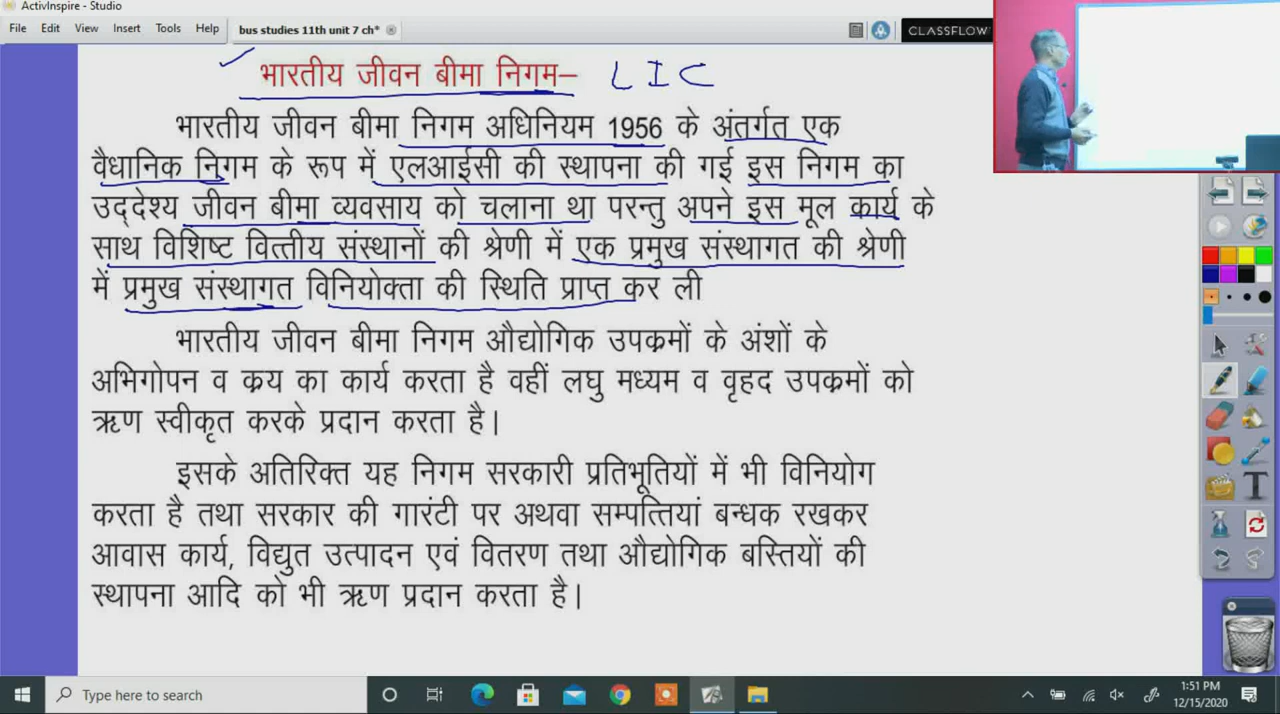 ActivInspire - Studio
File Edit View Insert Tools Help bus studies 11th unit 7 ch* CLASSFLOW
भारतीय जीवन बीमा निगम– LIC
भारतीय जीवन बीमा निगम अधिनियम 1956 के अंतर्गत एक
वैधानिक निगम के रूप में एलआईसी की स्थापना की गई इस निगम का
उद्देश्य जीवन बीमा व्यवसाय को चलाना था परन्तु अपने इस मूल कार्य के
साथ विशिष्ट वित्तीय संस्थानों की श्रेणी में एक प्रमुख संस्थागत की श्रेणी
में प्रमुख संस्थागत विनियोक्ता की स्थिति प्राप्त कर ली
भारतीय जीवन बीमा निगम औद्योगिक उपक्रमों के अंशों के
अभिगोपन व क्रय का कार्य करता है वहीं लघु मध्यम व वृहद उपक्रमों को
ऋण स्वीकृत करके प्रदान करता है।
इसके अतिरिक्त यह निगम सरकारी प्रतिभूतियों में भी विनियोग
करता है तथा सरकार की गारंटी पर अथवा सम्पत्तियां बन्धक रखकर
आवास कार्य, विद्युत उत्पादन एवं वितरण तथा औद्योगिक बस्तियों की
स्थापना आदि को भी ऋण प्रदान करता है।
Type here to search
1:51 PM
12/15/2020